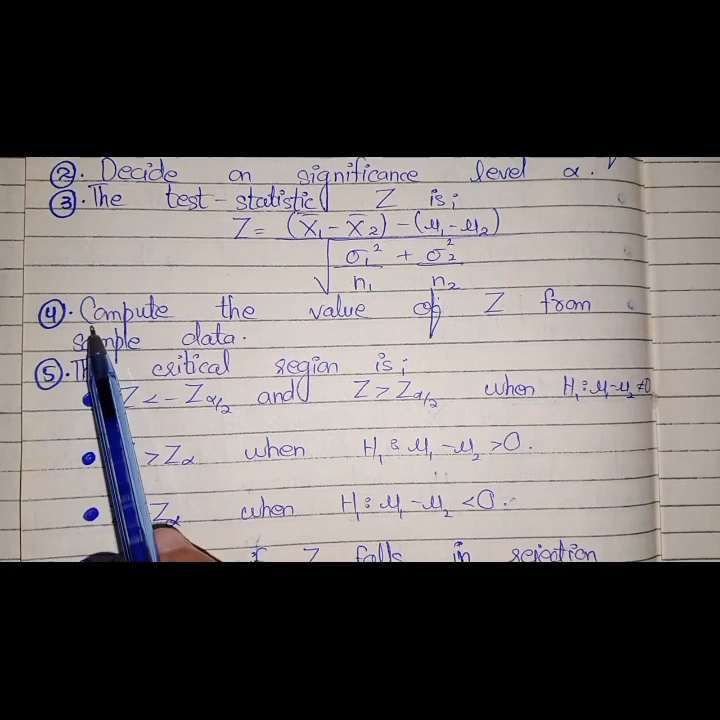 ②. Decide on significance level α.
③. The test-statistic Z is;
Z = (X̄₁ - X̄₂) - (μ₁ - μ₂)
√ σ₁² + σ₂²
n₁ n₂
④. Compute the value of Z from
sample data.
⑤. critical region is;
Z < - Zα/2 and Z > Zα/2 when H₁: μ₁-μ₂ ≠0
> Zα when H₁: μ₁ - μ₂ > 0.
Zα when H₁: μ₁ - μ₂ < 0.
if Z falls in rejection